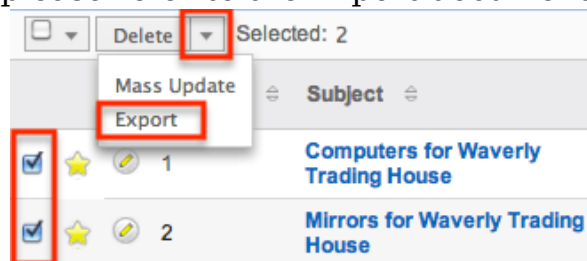 Delete Selected: 2
Mass Update
Export
Subject
1 Computers for Waverly
Trading House
2 Mirrors for Waverly Trading
House